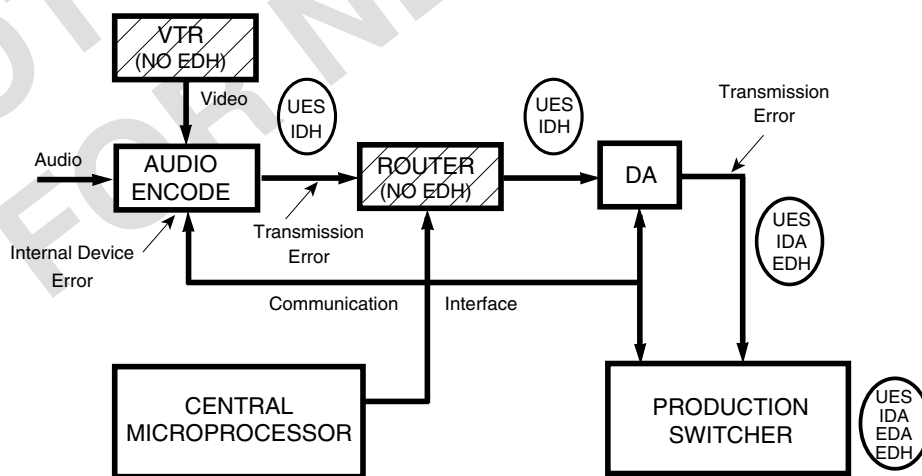 VTR
(NO EDH)
Video
UES
IDH
UES
IDH
Transmission
Error
Audio
AUDIO
ENCODE
ROUTER
(NO EDH)
DA
Internal Device
Error
Transmission
Error
UES
IDA
EDH
Communication
Interface
CENTRAL
MICROPROCESSOR
PRODUCTION
SWITCHER
UES
IDA
EDA
EDH